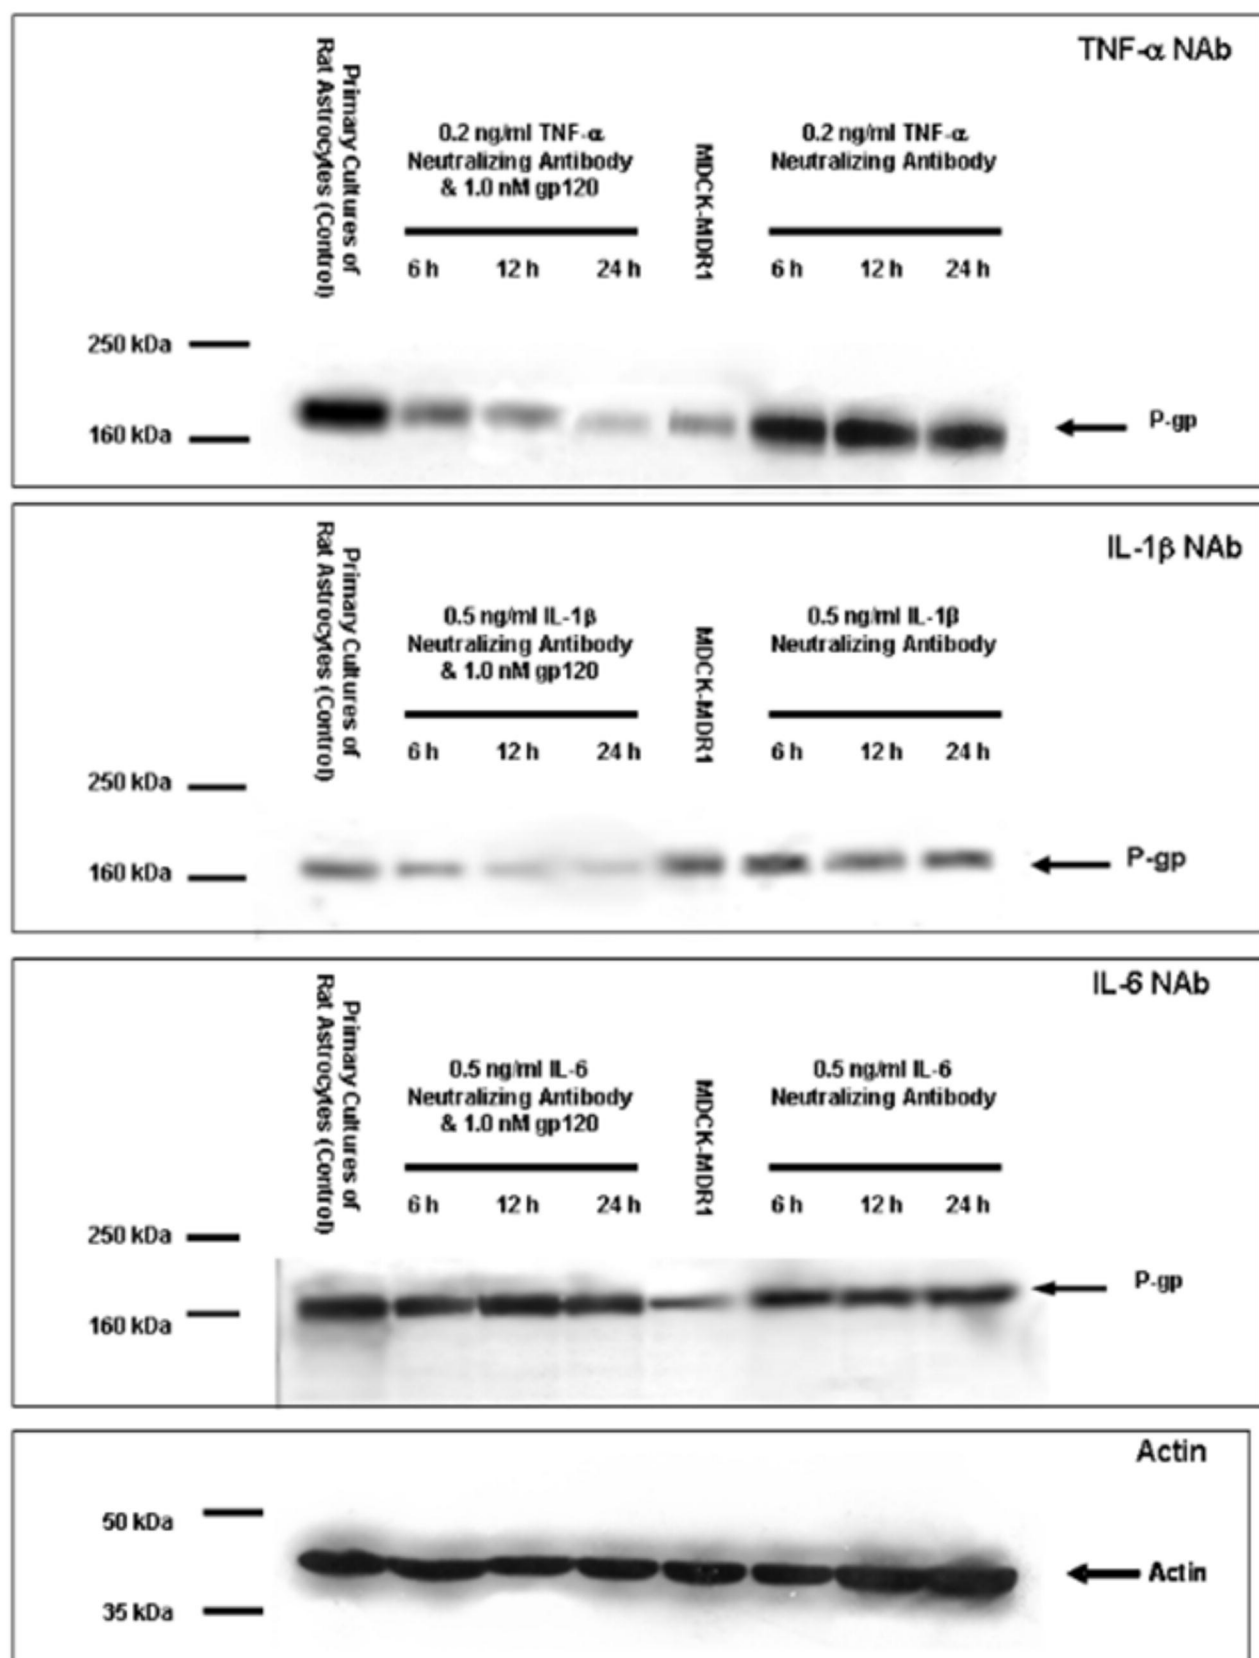 TNF-α NAb
Primary Cultures of
Rat Astrocytes (Control)
0.2 ng/ml TNF-α
Neutralizing Antibody
& 1.0 nM gp120
MDCK-MDR1
0.2 ng/ml TNF-α
Neutralizing Antibody
6 h 12 h 24 h 6 h 12 h 24 h
250 kDa
160 kDa
P-gp
IL-1β NAb
Primary Cultures of
Rat Astrocytes (Control)
0.5 ng/ml IL-1β
Neutralizing Antibody
& 1.0 nM gp120
MDCK-MDR1
0.5 ng/ml IL-1β
Neutralizing Antibody
6 h 12 h 24 h 6 h 12 h 24 h
250 kDa
160 kDa
P-gp
IL-6 NAb
Primary Cultures of
Rat Astrocytes (Control)
0.5 ng/ml IL-6
Neutralizing Antibody
& 1.0 nM gp120
MDCK-MDR1
0.5 ng/ml IL-6
Neutralizing Antibody
6 h 12 h 24 h 6 h 12 h 24 h
250 kDa
160 kDa
P-gp
Actin
50 kDa
35 kDa
Actin